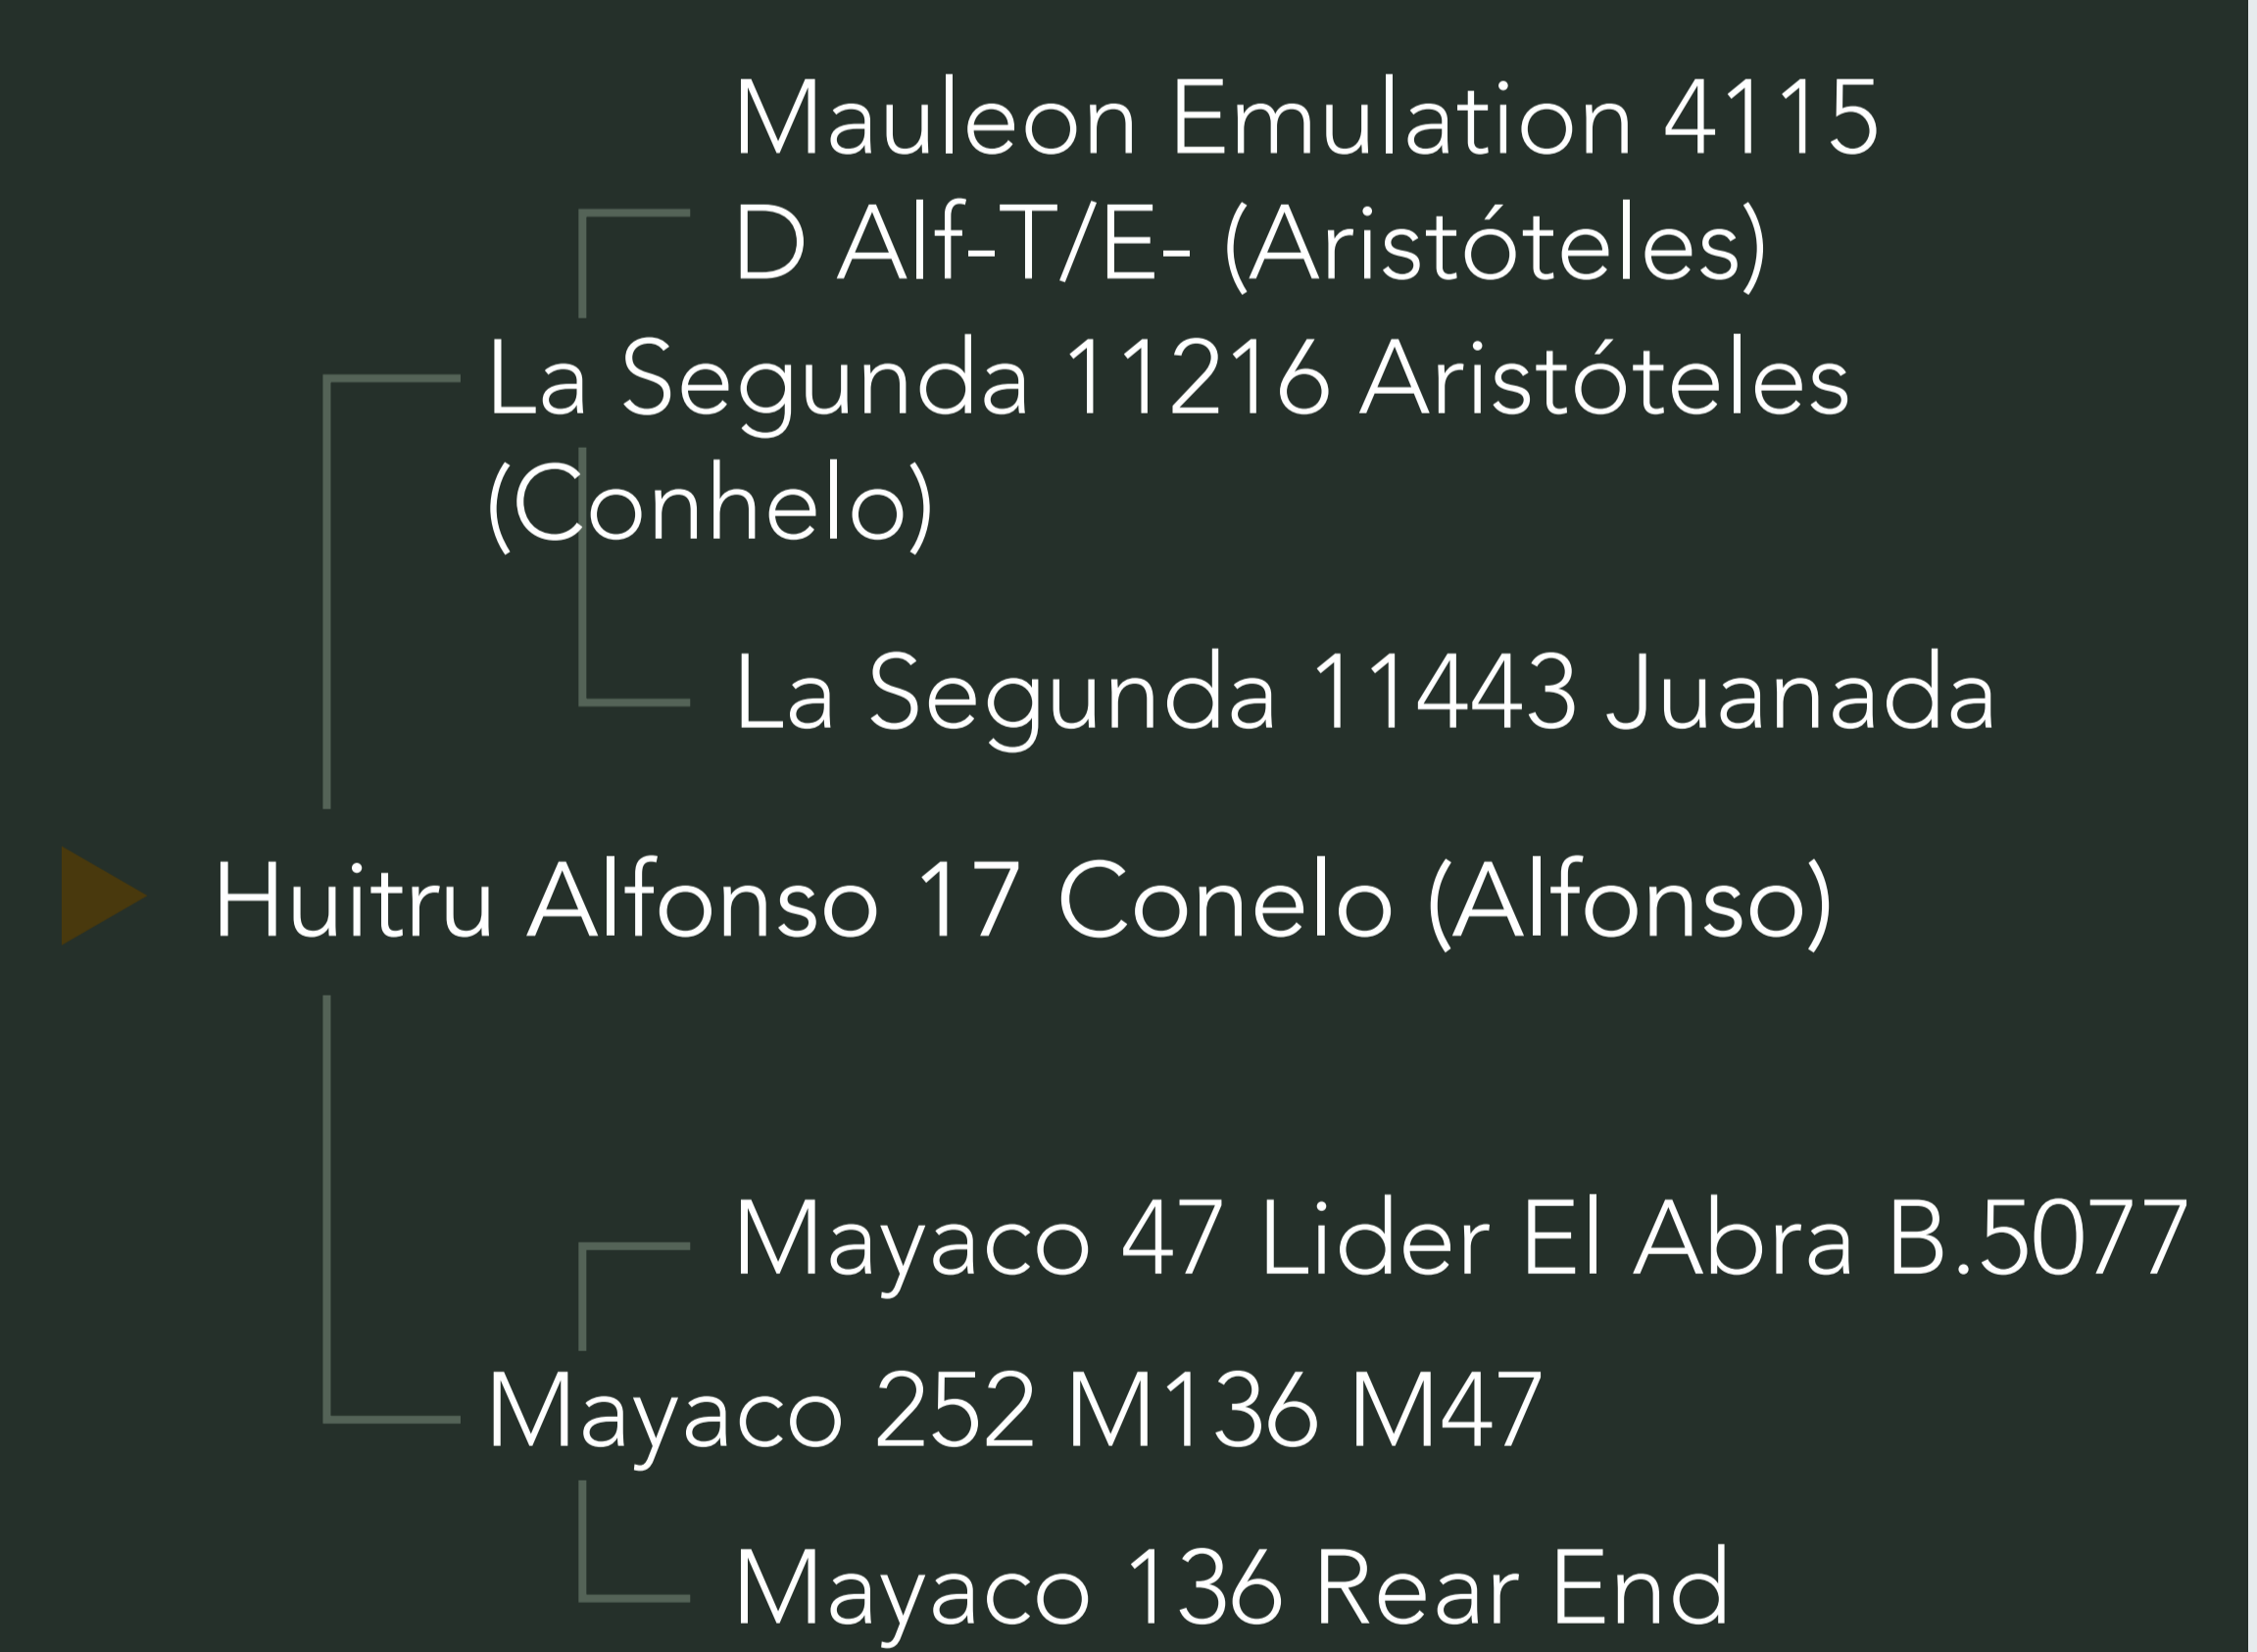 Mauleon Emulation 4115
D Alf-T/E- (Aristóteles)
La Segunda 11216 Aristóteles
(Conhelo)
La Segunda 11443 Juanada
Huitru Alfonso 17 Conelo (Alfonso)
Mayaco 47 Lider El Abra B.5077
Mayaco 252 M136 M47
Mayaco 136 Rear End